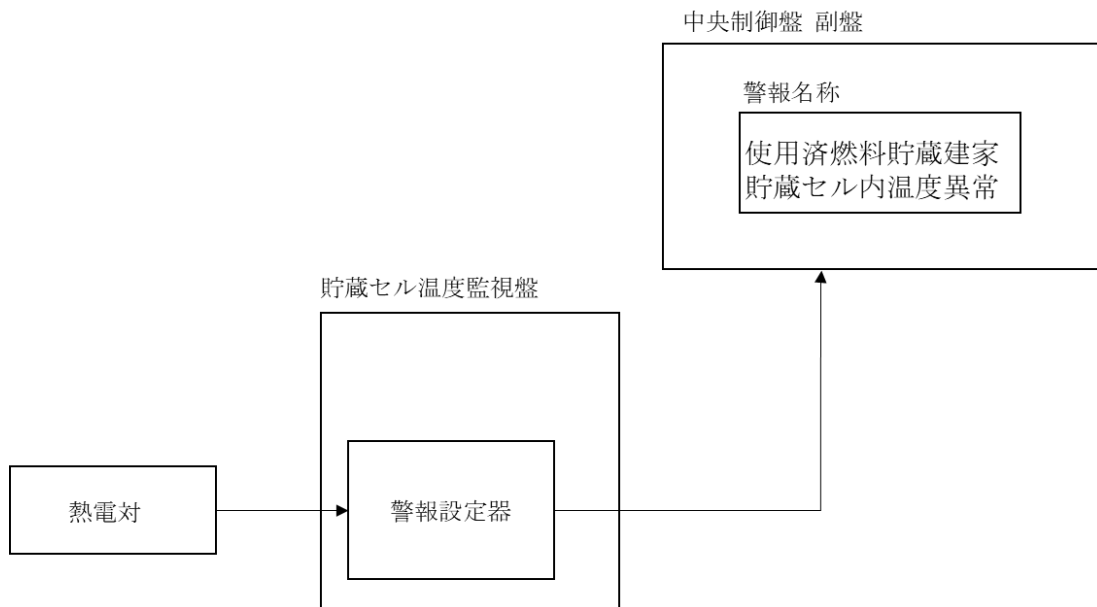 中央制御盤 副盤
警報名称
使用済燃料貯蔵建家
貯蔵セル内温度異常
貯蔵セル温度監視盤
熱電対
警報設定器